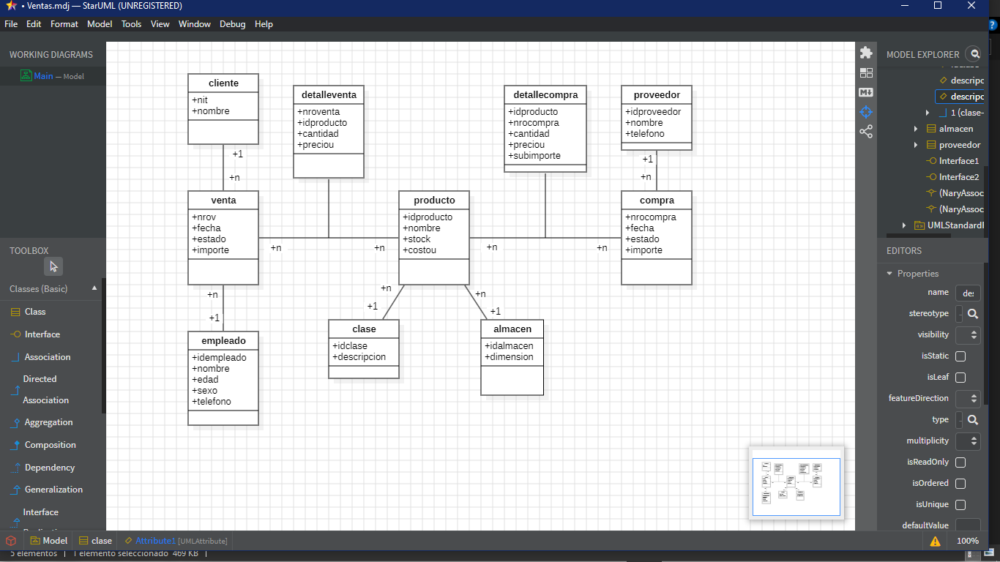 • Ventas.mdj — StarUML (UNREGISTERED)
File Edit Format Model Tools View Window Debug Help
WORKING DIAGRAMS
Main — Model
TOOLBOX
Classes (Basic)
Class
Interface
Association
Directed
Association
Aggregation
Composition
Dependency
Generalization
Interface
cliente
+nit
+nombre
detalleventa
+nroventa
+idproducto
+cantidad
+preciou
detallecompra
+idproducto
+nrocompra
+cantidad
+preciou
+subimporte
proveedor
+idproveedor
+nombre
+telefono
+1
+n
+1
+n
venta
+nrov
+fecha
+estado
+importe
producto
+idproducto
+nombre
+stock
+costou
compra
+nrocompra
+fecha
+estado
+importe
+n
+n
+n
+n
+n
+1
+n
+1
+n
+1
empleado
+idempleado
+nombre
+edad
+sexo
+telefono
clase
+idclase
+descripcion
almacen
+idalmacen
+dimension
MODEL EXPLORER
descripc
descripc
1 (clase-
almacen
proveedor
Interface1
Interface2
(NaryAssoc
(NaryAssoc
UMLStandardI
EDITORS
Properties
name des
stereotype
visibility
isStatic
isLeaf
featureDirection
type
multiplicity
isReadOnly
isOrdered
isUnique
defaultValue
Model clase Attribute1 [UMLAttribute]
100%
5 elementos | 1 elemento seleccionado 469 KB |